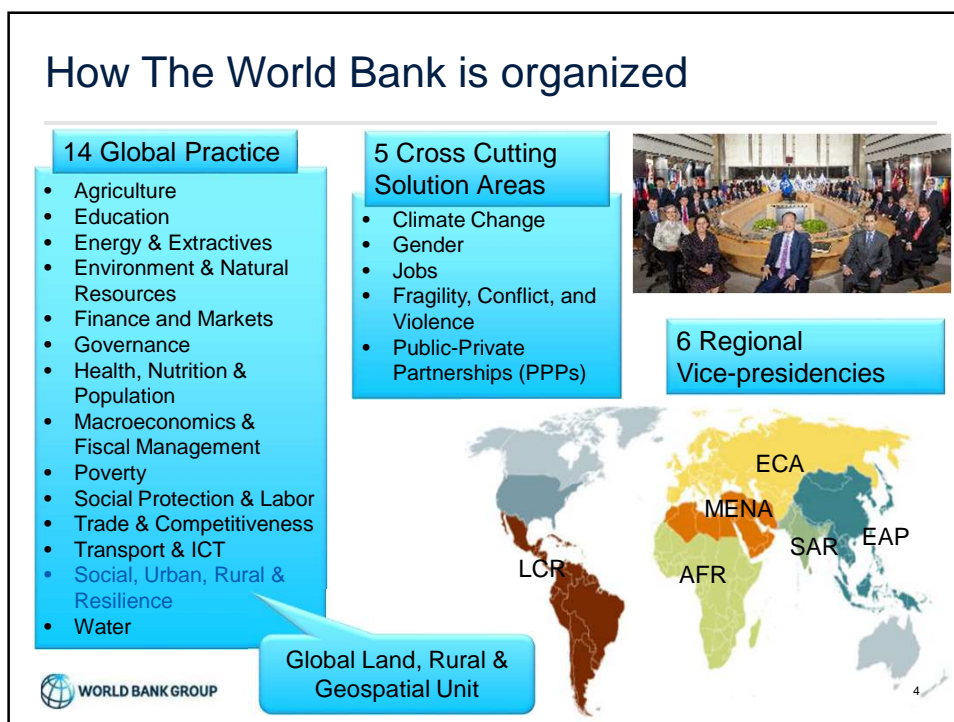 How The World Bank is organized
14 Global Practice
• Agriculture
• Education
• Energy & Extractives
• Environment & Natural
Resources
• Finance and Markets
• Governance
• Health, Nutrition &
Population
• Macroeconomics &
Fiscal Management
• Poverty
• Social Protection & Labor
• Trade & Competitiveness
• Transport & ICT
• Social, Urban, Rural &
Resilience
• Water
5 Cross Cutting
Solution Areas
• Climate Change
• Gender
• Jobs
• Fragility, Conflict, and
Violence
• Public-Private
Partnerships (PPPs)
6 Regional
Vice-presidencies
ECA
MENA
EAP
SAR
LCR
AFR
Global Land, Rural &
Geospatial Unit
WORLD BANK GROUP
4